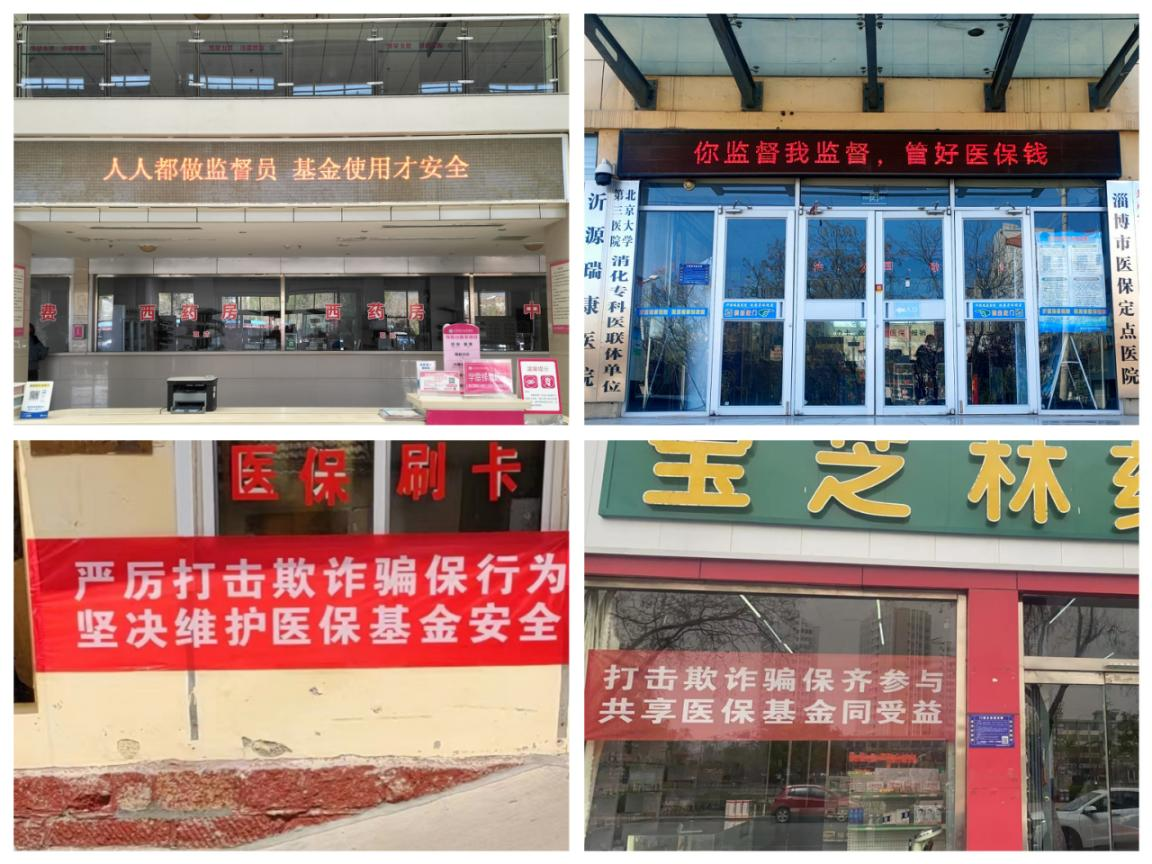 人人都做监督员 基金使用才安全
费 西药房 西药房 中
你监督我监督，管好医保钱
沂源瑞康医院
北京大学
第三医院
消化专科医联体单位
淄博市医保定点医院
医保刷卡
严厉打击欺诈骗保行为
坚决维护医保基金安全
宝芝林药
打击欺诈骗保齐参与
共享医保基金同受益